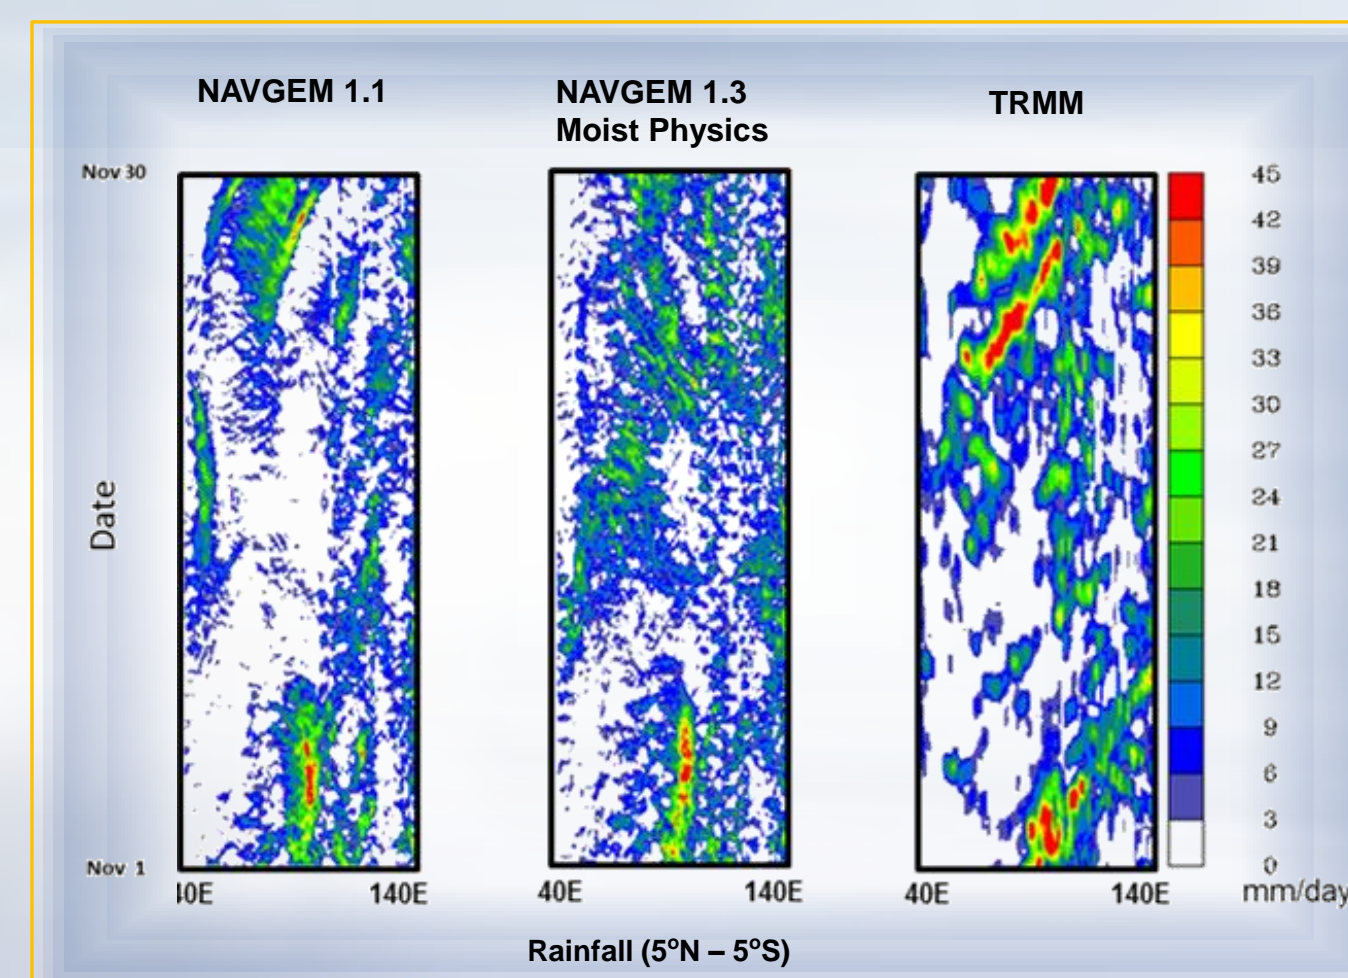 NAVGEM 1.1
NAVGEM 1.3
Moist Physics
TRMM
Nov 30
Date
Nov 1
40E
140E
40E
140E
40E
140E
45
42
39
36
33
30
27
24
21
18
15
12
9
6
3
0
mm/day
Rainfall (5°N – 5°S)